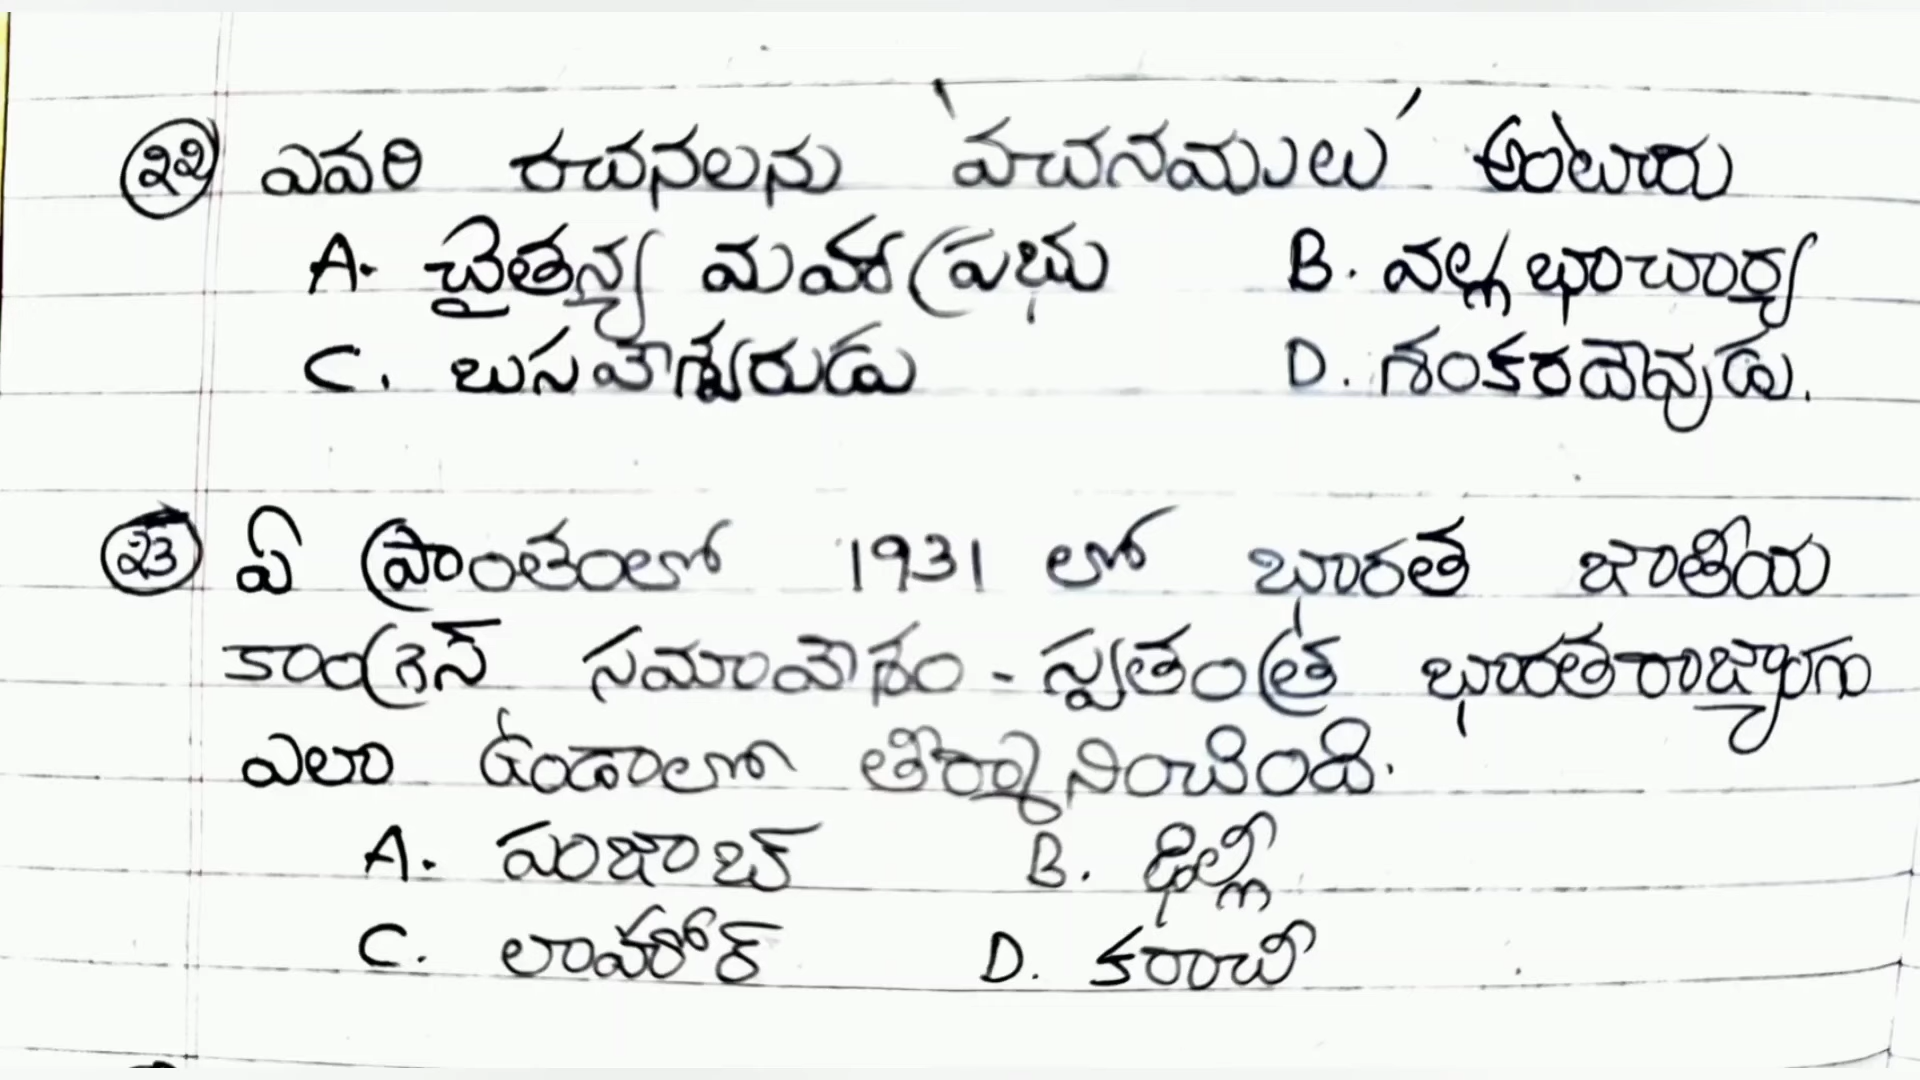 22 ఎవరి రచనలను 'వచనములు' అంటారు
A. చైతన్య మహాప్రభు B. వల్లభాచార్య
C. బసవేశ్వరుడు D. శంకరదేవుడు.
23 ఏ ప్రాంతంలో 1931 లో భారత జాతీయ
కాంగ్రెస్ సమావేశం - స్వతంత్ర భారతరాజ్యాంగం
ఎలా ఉండాలో తీర్మానించింది.
A. పంజాబ్ B. ఢిల్లీ
C. లాహోర్ D. కరాచీ